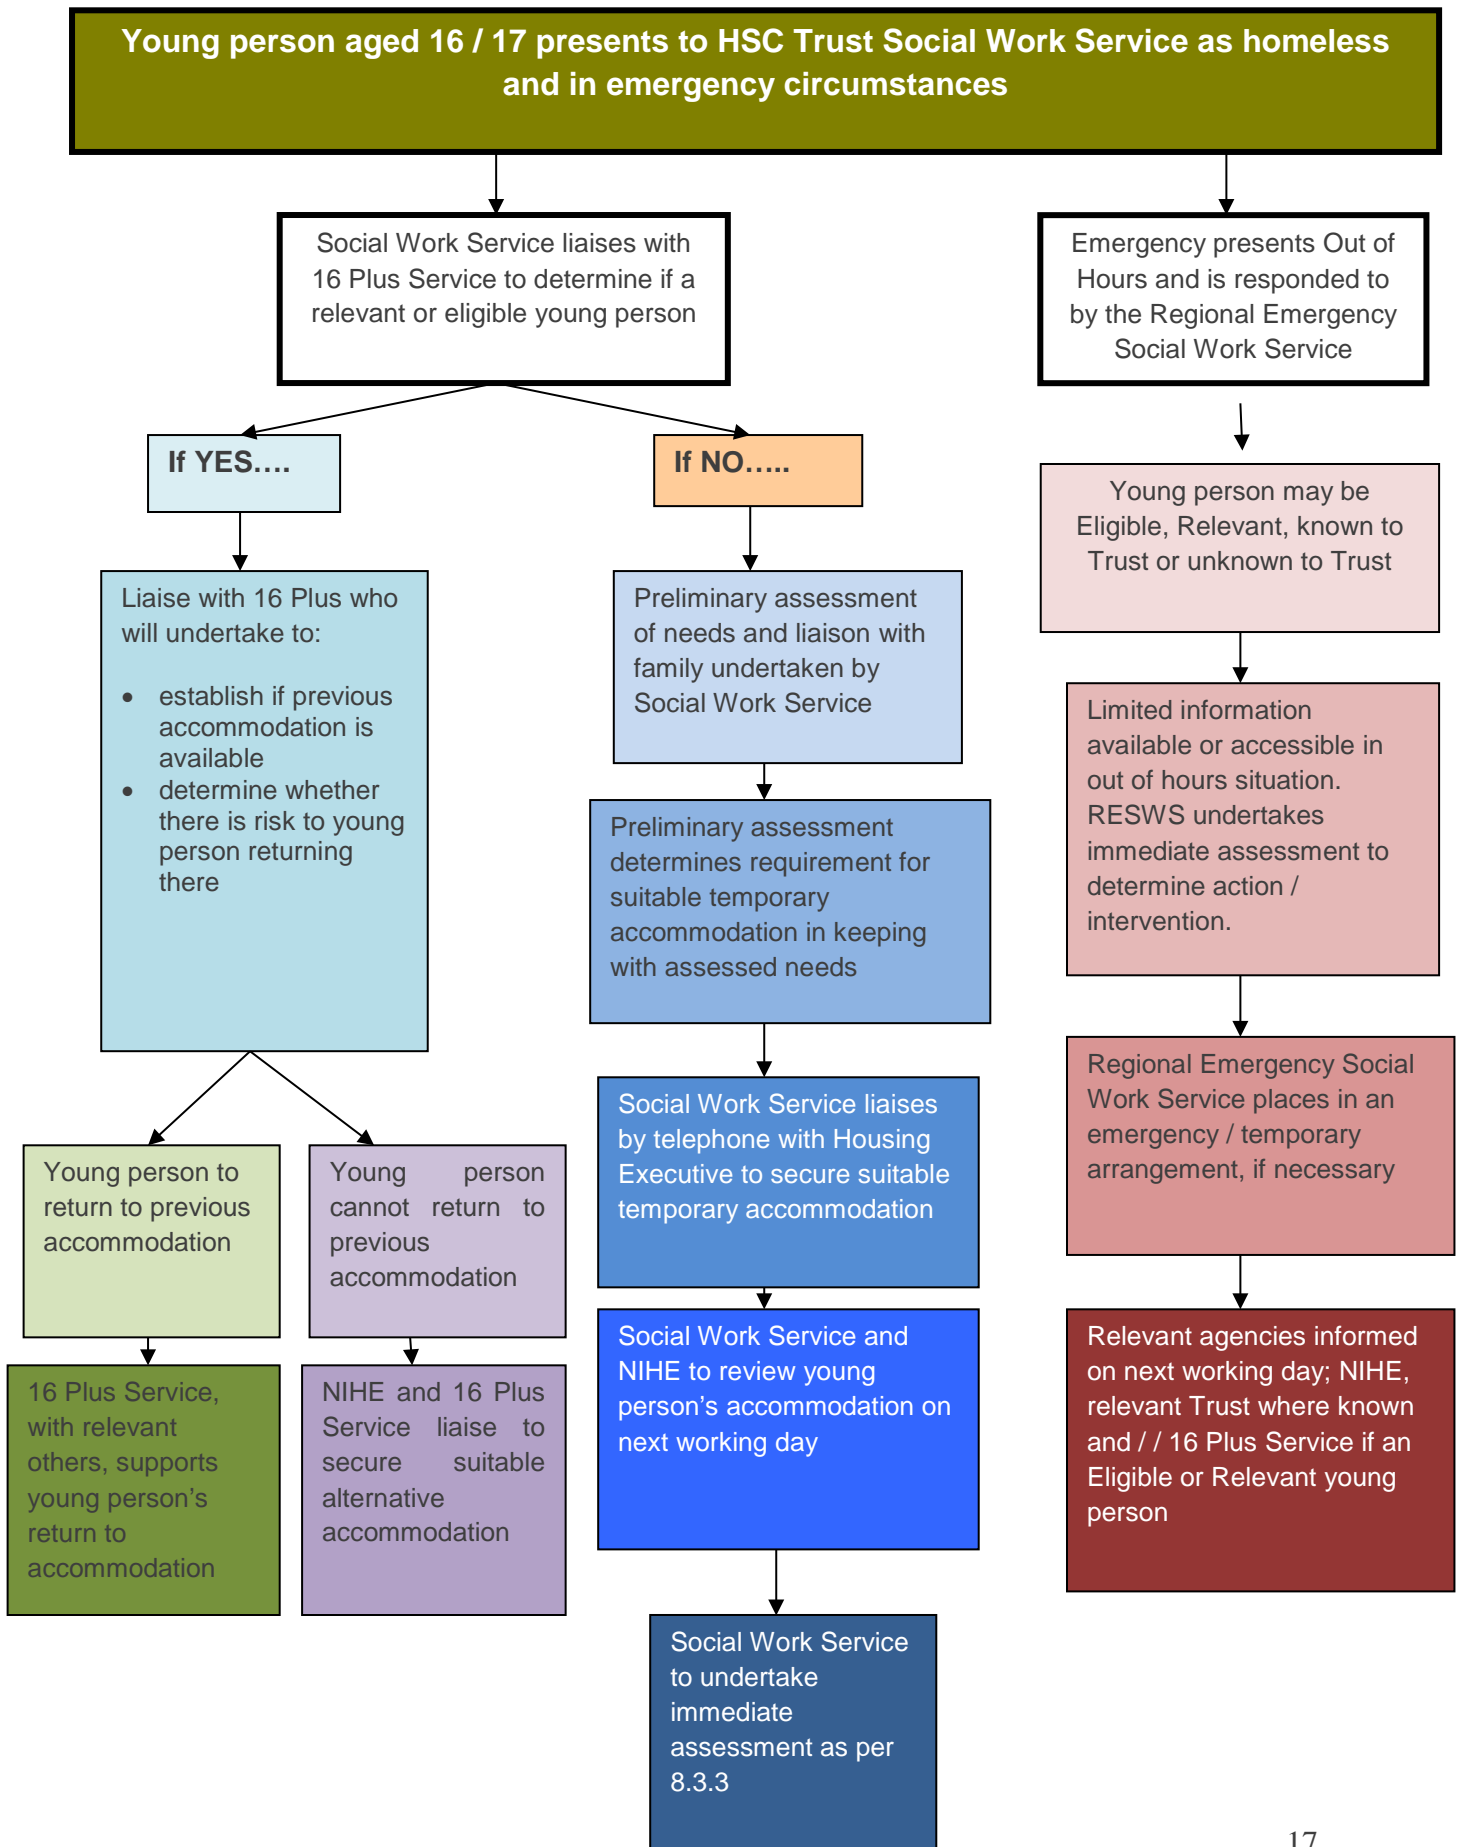 Young person aged 16 / 17 presents to HSC Trust Social Work Service as homeless
and in emergency circumstances
Social Work Service liaises with
16 Plus Service to determine if a
relevant or eligible young person
Emergency presents Out of
Hours and is responded to
by the Regional Emergency
Social Work Service
If YES….
If NO…..
Young person may be
Eligible, Relevant, known to
Trust or unknown to Trust
Liaise with 16 Plus who
will undertake to:
• establish if previous
accommodation is
available
• determine whether
there is risk to young
person returning
there
Preliminary assessment
of needs and liaison with
family undertaken by
Social Work Service
Limited information
available or accessible in
out of hours situation.
RESWS undertakes
immediate assessment to
determine action /
intervention.
Preliminary assessment
determines requirement for
suitable temporary
accommodation in keeping
with assessed needs
Regional Emergency Social
Work Service places in an
emergency / temporary
arrangement, if necessary
Social Work Service liaises
by telephone with Housing
Executive to secure suitable
temporary accommodation
Young person to
return to previous
accommodation
Young person
cannot return to
previous
accommodation
Social Work Service and
NIHE to review young
person's accommodation on
next working day
Relevant agencies informed
on next working day; NIHE,
relevant Trust where known
and / / 16 Plus Service if an
Eligible or Relevant young
person
16 Plus Service,
with relevant
others, supports
young person's
return to
accommodation
NIHE and 16 Plus
Service liaise to
secure suitable
alternative
accommodation
Social Work Service
to undertake
immediate
assessment as per
8.3.3
17